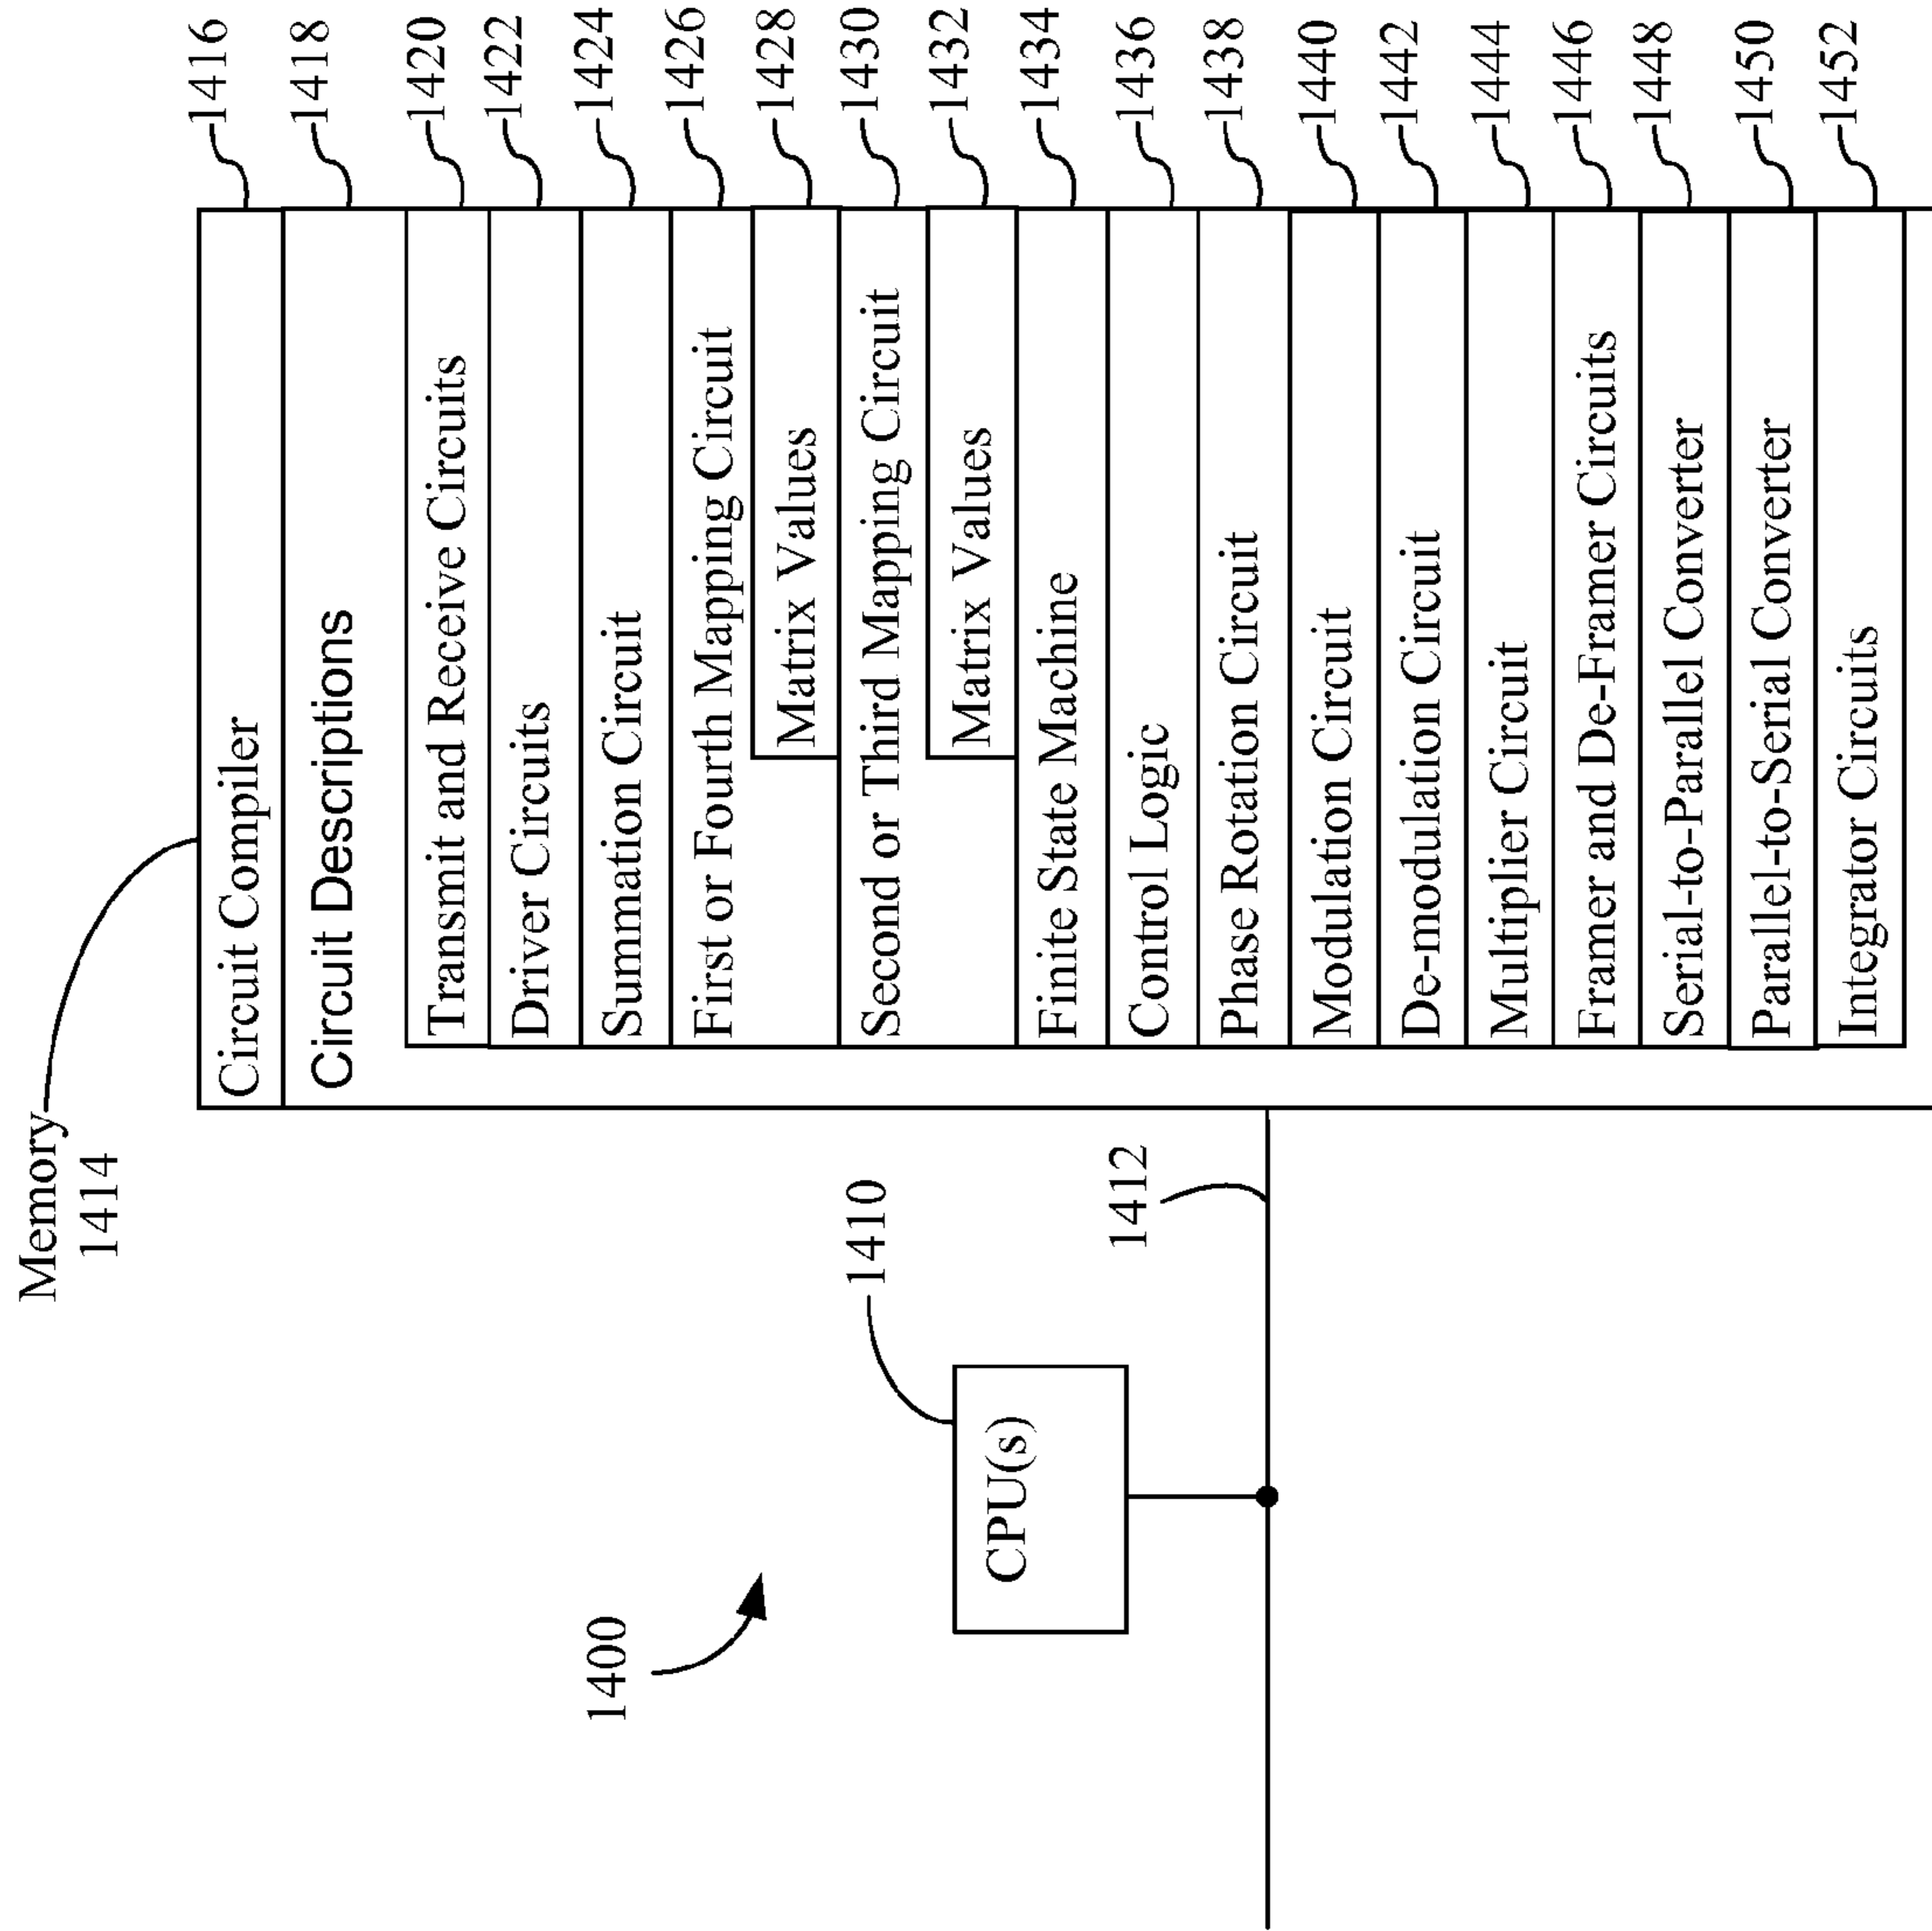 Memory
1414
1400
1410
CPU(s)
1412
Circuit Compiler 1416
Circuit Descriptions 1418
Transmit and Receive Circuits 1420
Driver Circuits 1422
Summation Circuit 1424
First or Fourth Mapping Circuit 1426
Matrix Values 1428
Second or Third Mapping Circuit 1430
Matrix Values 1432
Finite State Machine 1434
Control Logic 1436
Phase Rotation Circuit 1438
Modulation Circuit 1440
De-modulation Circuit 1442
Multiplier Circuit 1444
Framer and De-Framer Circuits 1446
Serial-to-Parallel Converter 1448
Parallel-to-Serial Converter 1450
Integrator Circuits 1452